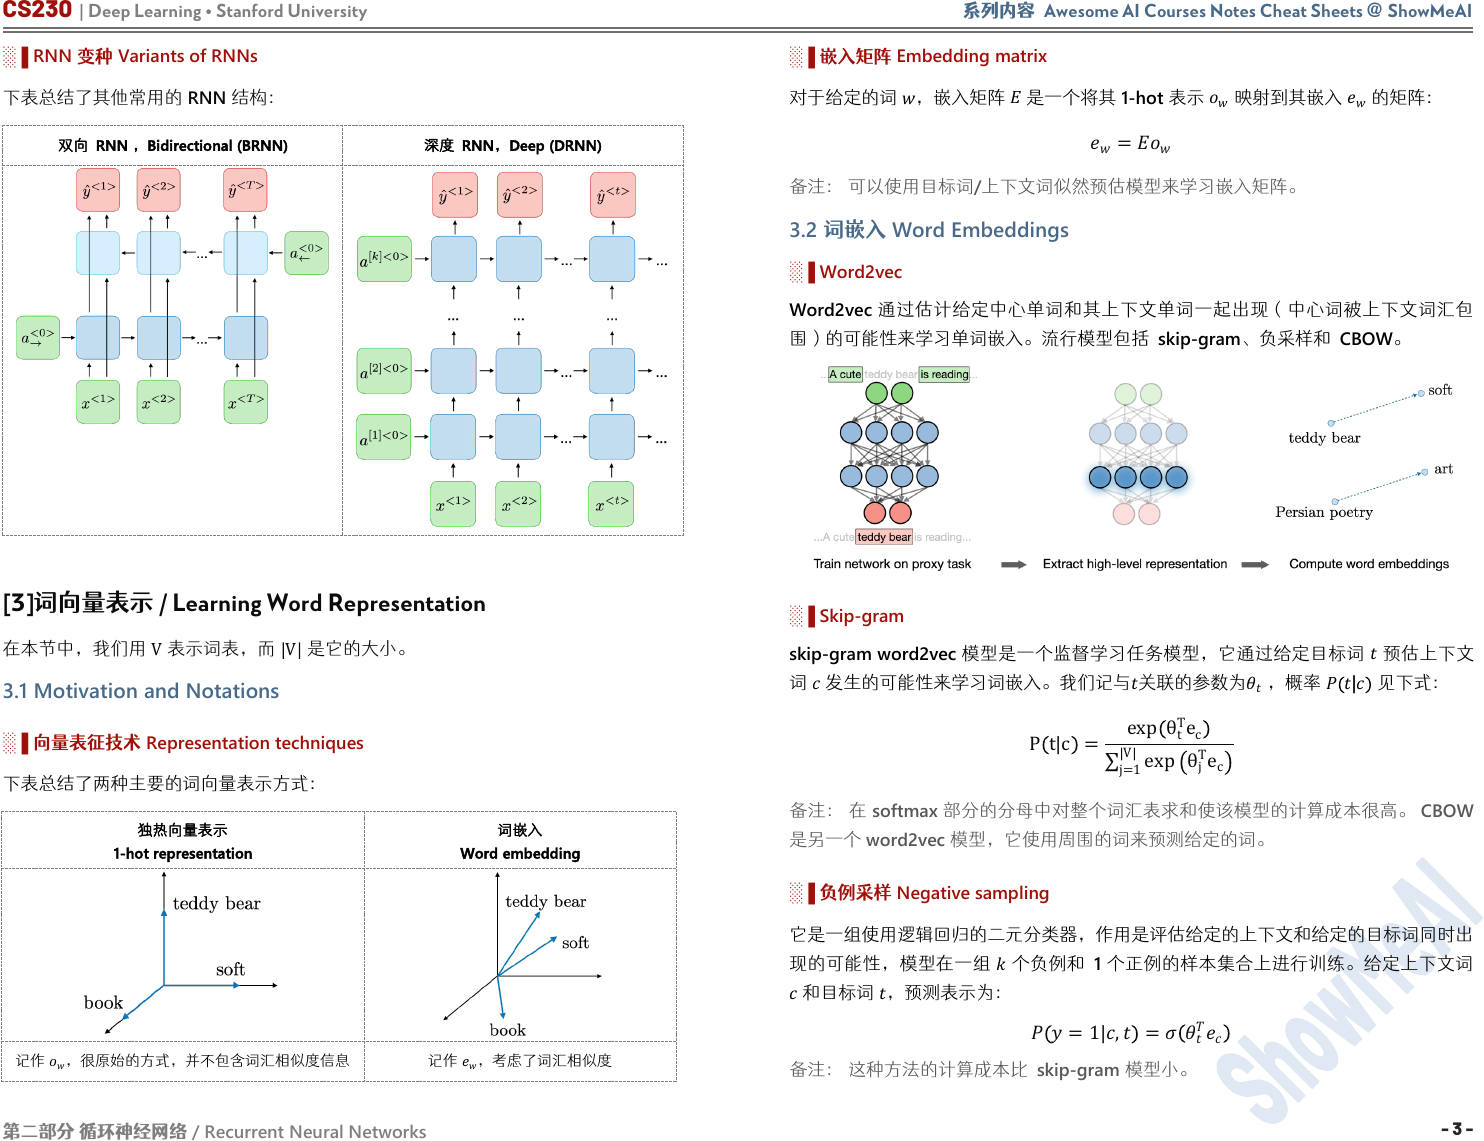 CS230 | Deep Learning • Stanford University
系列内容 Awesome AI Courses Notes Cheat Sheets @ ShowMeAI
RNN 变种 Variants of RNNs
下表总结了其他常用的 RNN 结构：
双向 RNN ， Bidirectional (BRNN)
深度 RNN，Deep (DRNN)
ŷ<1> ŷ<2> ŷ<T>
... a←<0>
a→<0> ...
x<1> x<2> x<T>
ŷ<1> ŷ<2> ŷ<t>
a[k]<0> ... ...
... ... ...
a[2]<0> ... ...
a[1]<0> ... ...
x<1> x<2> x<t>
[3]词向量表示 / Learning Word Representation
在本节中，我们用 V 表示词表，而 |V| 是它的大小。
3.1 Motivation and Notations
向量表征技术 Representation techniques
下表总结了两种主要的词向量表示方式：
独热向量表示
1-hot representation
词嵌入
Word embedding
teddy bear
soft
book
teddy bear
soft
book
记作 o_w，很原始的方式，并不包含词汇相似度信息
记作 e_w，考虑了词汇相似度
嵌入矩阵 Embedding matrix
对于给定的词 w，嵌入矩阵 E 是一个将其 1-hot 表示 o_w 映射到其嵌入 e_w 的矩阵：
e_w = Eo_w
备注： 可以使用目标词/上下文词似然预估模型来学习嵌入矩阵。
3.2 词嵌入 Word Embeddings
Word2vec
Word2vec 通过估计给定中心单词和其上下文单词一起出现（中心词被上下文词汇包
围）的可能性来学习单词嵌入。流行模型包括 skip-gram、负采样和 CBOW。
...A cute teddy bear is reading...
soft
teddy bear
art
Persian poetry
...A cute teddy bear is reading...
Train network on proxy task
Extract high-level representation
Compute word embeddings
Skip-gram
skip-gram word2vec 模型是一个监督学习任务模型，它通过给定目标词 t 预估上下文
词 c 发生的可能性来学习词嵌入。我们记与t关联的参数为θ_t ，概率 P(t|c) 见下式：
P(t|c) = exp(θ_t^T e_c) / ∑_{j=1}^{|V|} exp (θ_j^T e_c)
备注： 在 softmax 部分的分母中对整个词汇表求和使该模型的计算成本很高。 CBOW
是另一个 word2vec 模型，它使用周围的词来预测给定的词。
负例采样 Negative sampling
它是一组使用逻辑回归的二元分类器，作用是评估给定的上下文和给定的目标词同时出
现的可能性，模型在一组 k 个负例和 1 个正例的样本集合上进行训练。给定上下文词
c 和目标词 t，预测表示为：
P(y = 1|c, t) = σ(θ_t^T e_c)
备注： 这种方法的计算成本比 skip-gram 模型小。
ShowMeAI
第二部分 循环神经网络 / Recurrent Neural Networks
- 3 -